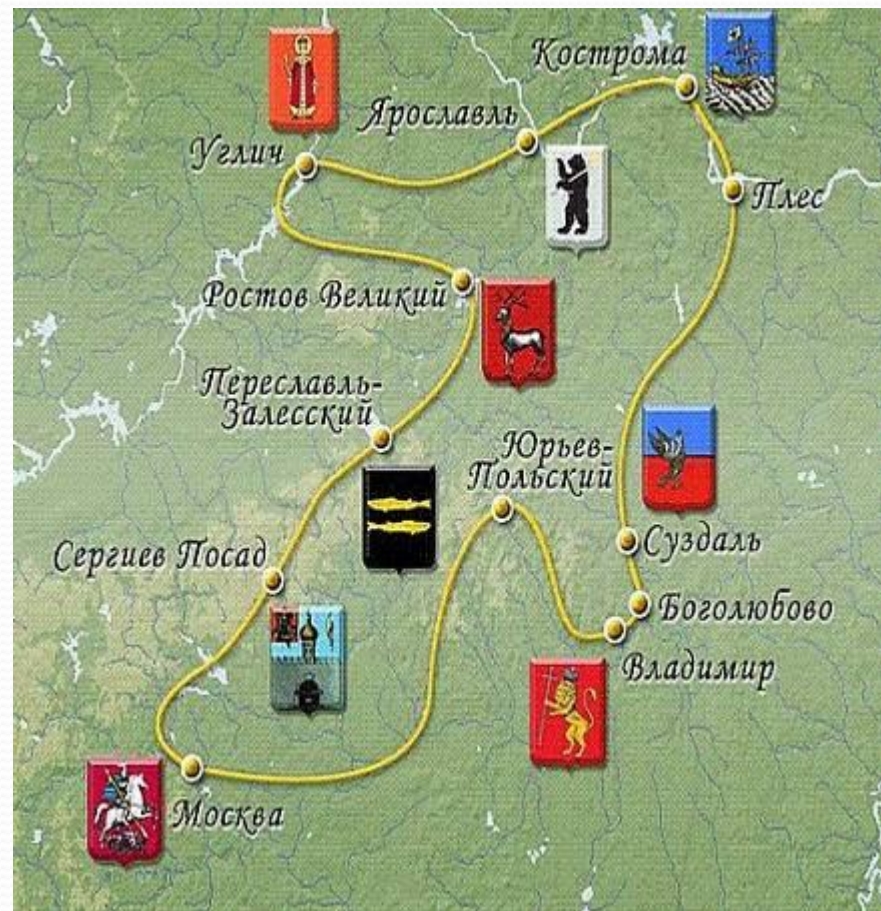 Кострома
Ярославль
Углич
Плес
Ростов Великий
Переславль-
Залесский
Юрьев-
Польский
Сергиев Посад
Суздаль
Боголюбово
Владимир
Москва